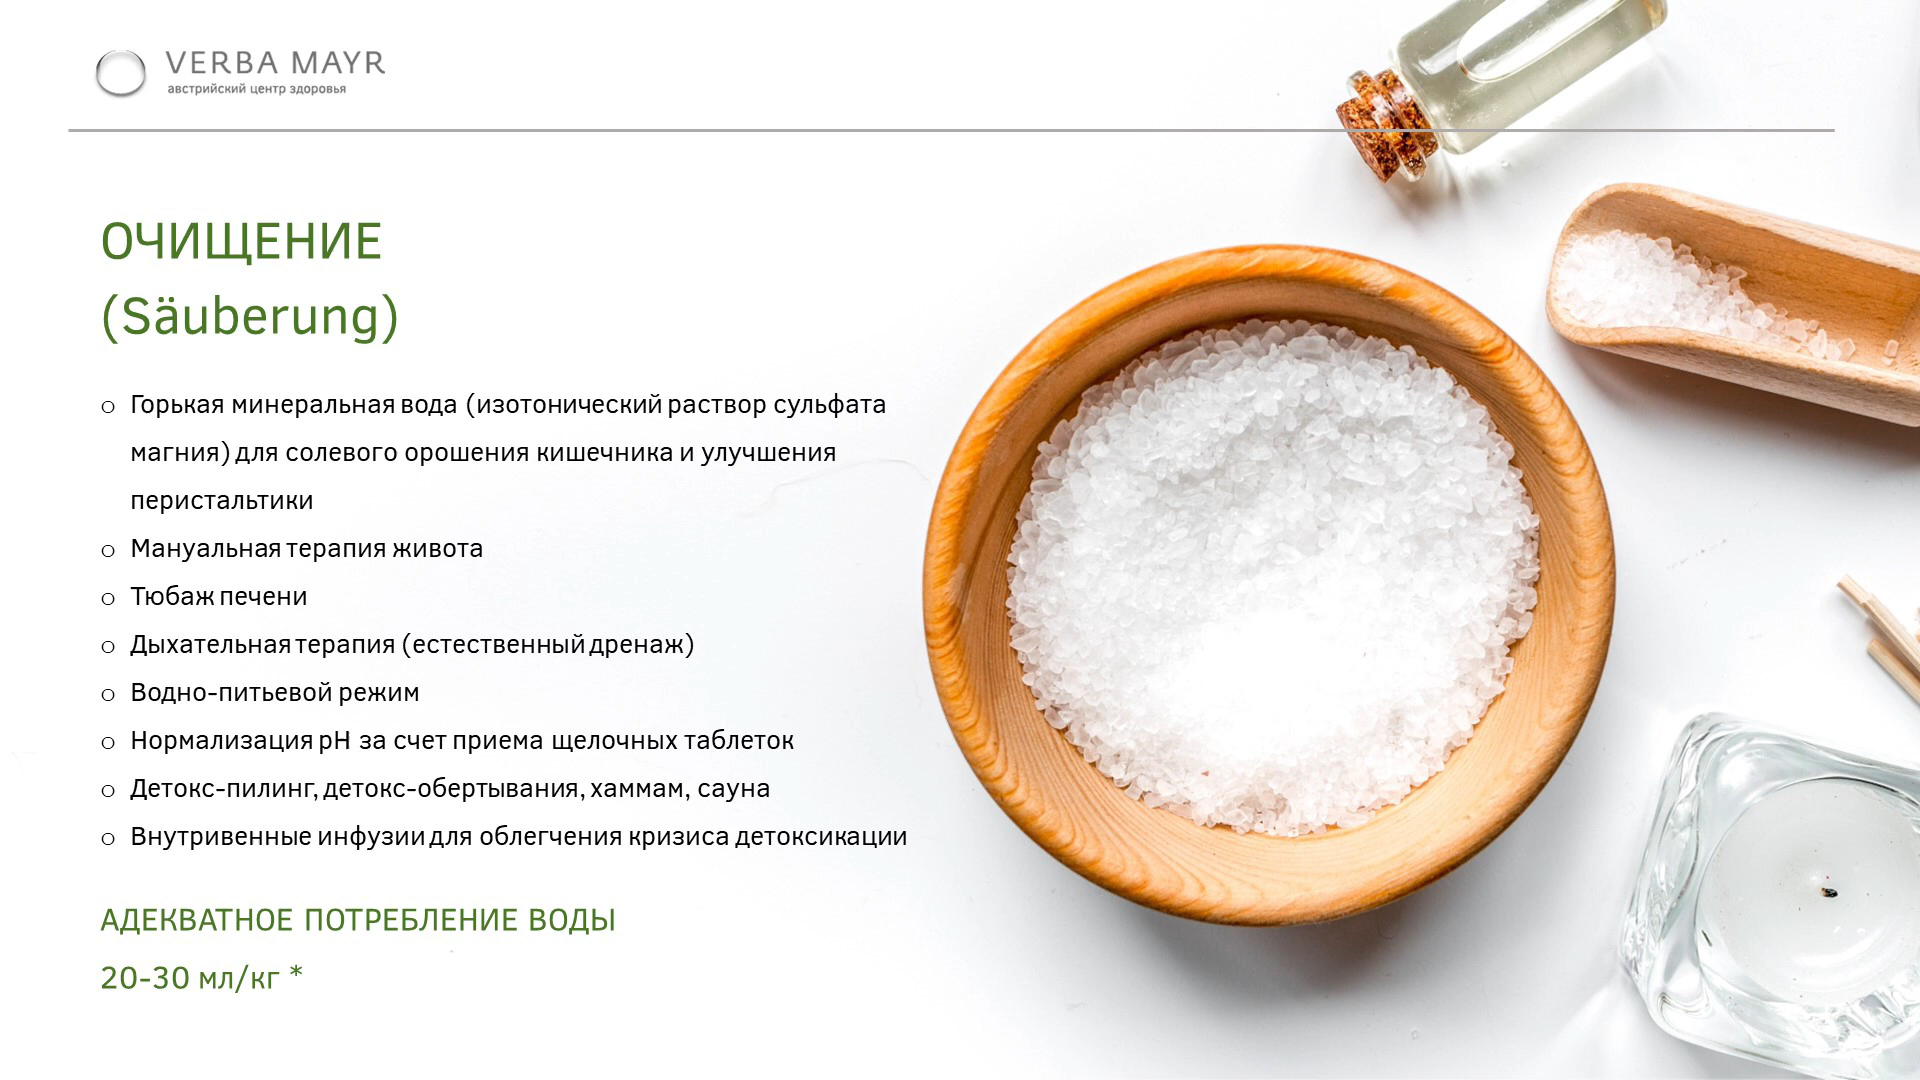 VERBA MAYR
австрийский центр здоровья
ОЧИЩЕНИЕ
(Säuberung)
o Горькая минеральная вода (изотонический раствор сульфата
магния) для солевого орошения кишечника и улучшения
перистальтики
o Мануальная терапия живота
o Тюбаж печени
o Дыхательная терапия (естественный дренаж)
o Водно-питьевой режим
o Нормализация pH за счет приема щелочных таблеток
o Детокс-пилинг, детокс-обертывания, хаммам, сауна
o Внутривенные инфузии для облегчения кризиса детоксикации
АДЕКВАТНОЕ ПОТРЕБЛЕНИЕ ВОДЫ
20-30 мл/кг *